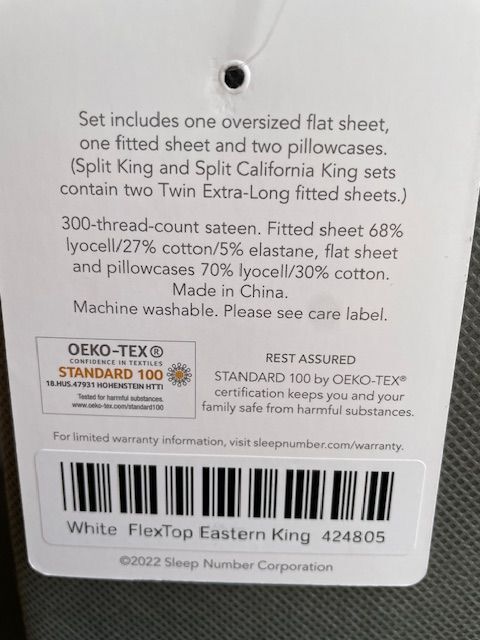 Set includes one oversized flat sheet,
one fitted sheet and two pillowcases.
(Split King and Split California King sets
contain two Twin Extra-Long fitted sheets.)
300-thread-count sateen. Fitted sheet 68%
lyocell/27% cotton/5% elastane, flat sheet
and pillowcases 70% lyocell/30% cotton.
Made in China.
Machine washable. Please see care label.
OEKO-TEX®
CONFIDENCE IN TEXTILES
STANDARD 100
18.HUS.47931 HOHENSTEIN HTTI
Tested for harmful substances.
www.oeko-tex.com/standard100
REST ASSURED
STANDARD 100 by OEKO-TEX®
certification keeps you and your
family safe from harmful substances.
For limited warranty information, visit sleepnumber.com/warranty.
White FlexTop Eastern King 424805
©2022 Sleep Number Corporation